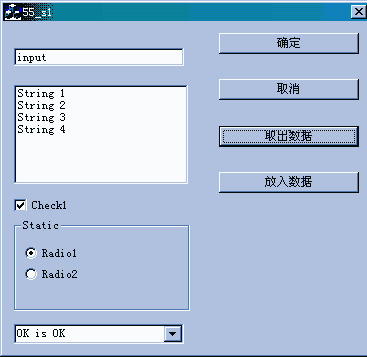 55_s1
input
String 1
String 2
String 3
String 4
Check1
Static
Radio1
Radio2
OK is OK
确定
取消
取出数据
放入数据